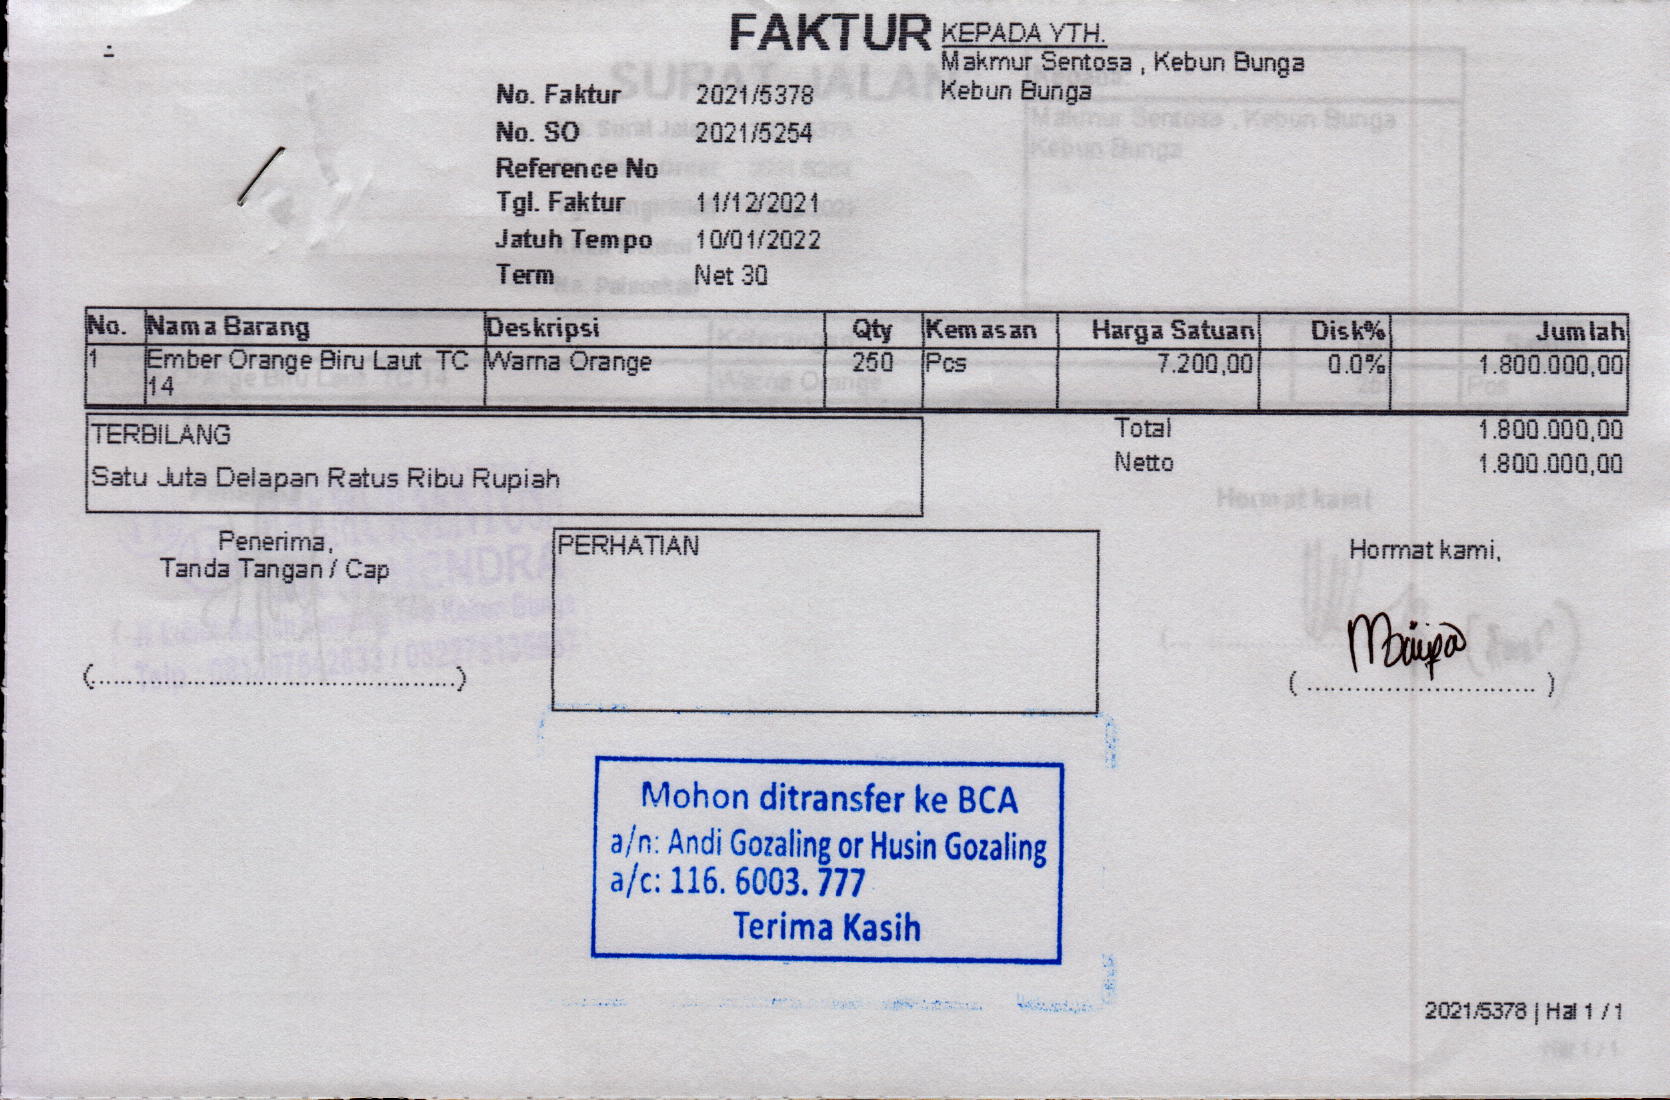 FAKTUR
KEPADA YTH.
Makmur Sentosa , Kebun Bunga
Kebun Bunga
No. Faktur 2021/5378
No. SO 2021/5254
Reference No
Tgl. Faktur 11/12/2021
Jatuh Tempo 10/01/2022
Term Net 30
No. Nama Barang Deskripsi Qty Kemasan Harga Satuan Disk% Jumlah
1 Ember Orange Biru Laut TC Warna Orange 250 Pcs 7.200,00 0.0% 1.800.000,00
14
TERBILANG
Satu Juta Delapan Ratus Ribu Rupiah
Total 1.800.000,00
Netto 1.800.000,00
Penerima,
Tanda Tangan / Cap
(......................................................)
PERHATIAN
Hormat kami,
( .................................. )
Mohon ditransfer ke BCA
a/n: Andi Gozaling or Husin Gozaling
a/c: 116. 6003. 777
Terima Kasih
2021/5378 | Hal 1 / 1